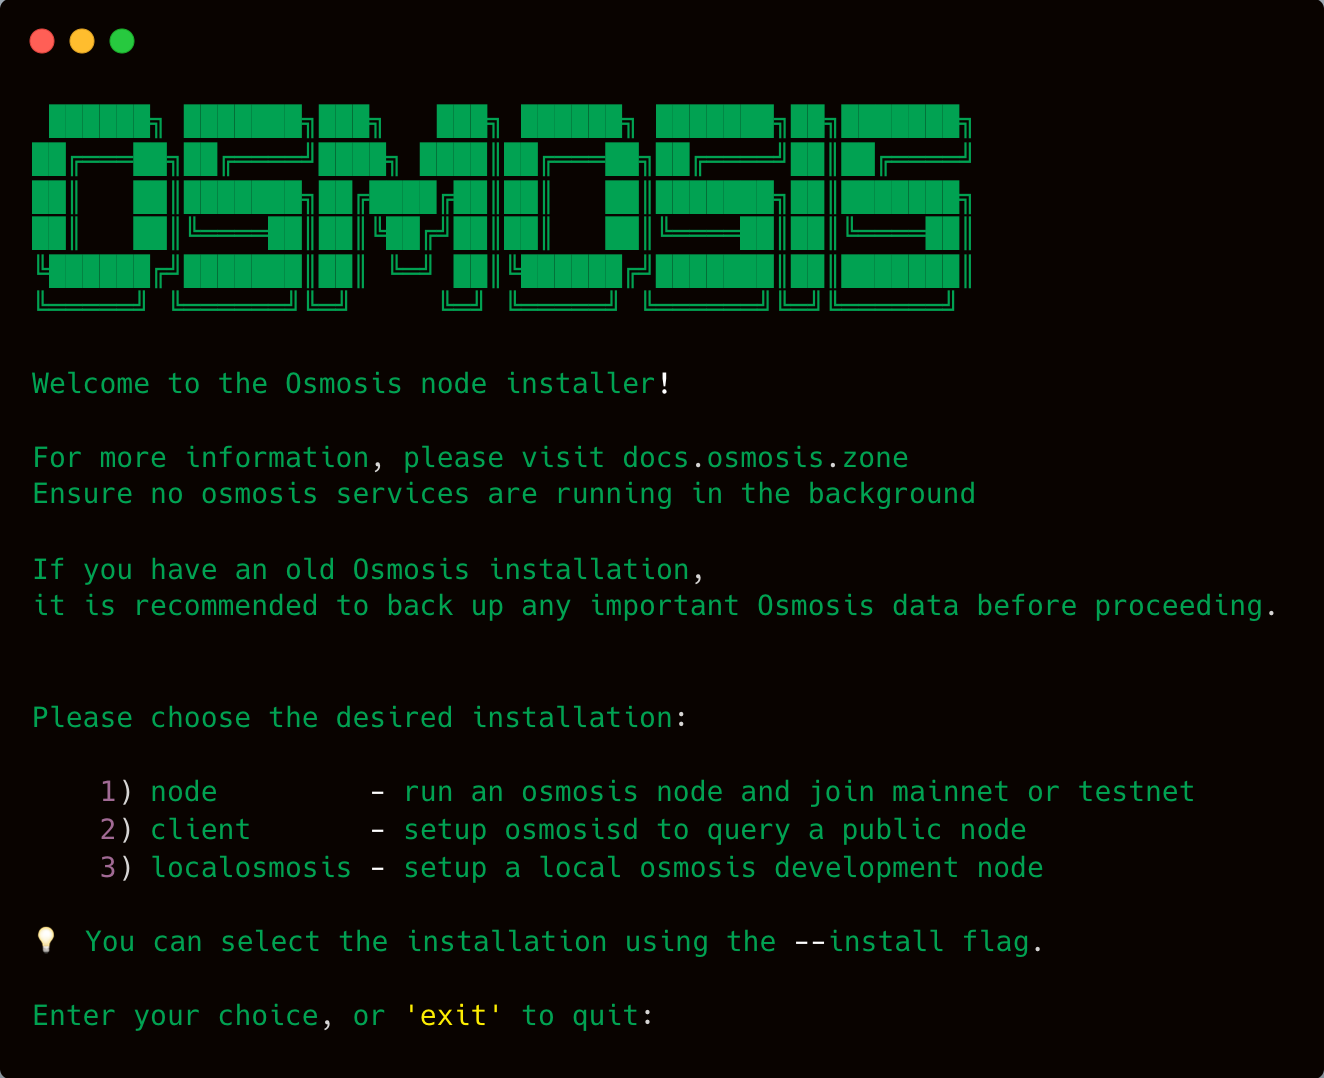 OSMOSIS
Welcome to the Osmosis node installer!
For more information, please visit docs.osmosis.zone
Ensure no osmosis services are running in the background
If you have an old Osmosis installation,
it is recommended to back up any important Osmosis data before proceeding.
Please choose the desired installation:
1) node - run an osmosis node and join mainnet or testnet
2) client - setup osmosisd to query a public node
3) localosmosis - setup a local osmosis development node
💡 You can select the installation using the --install flag.
Enter your choice, or 'exit' to quit: